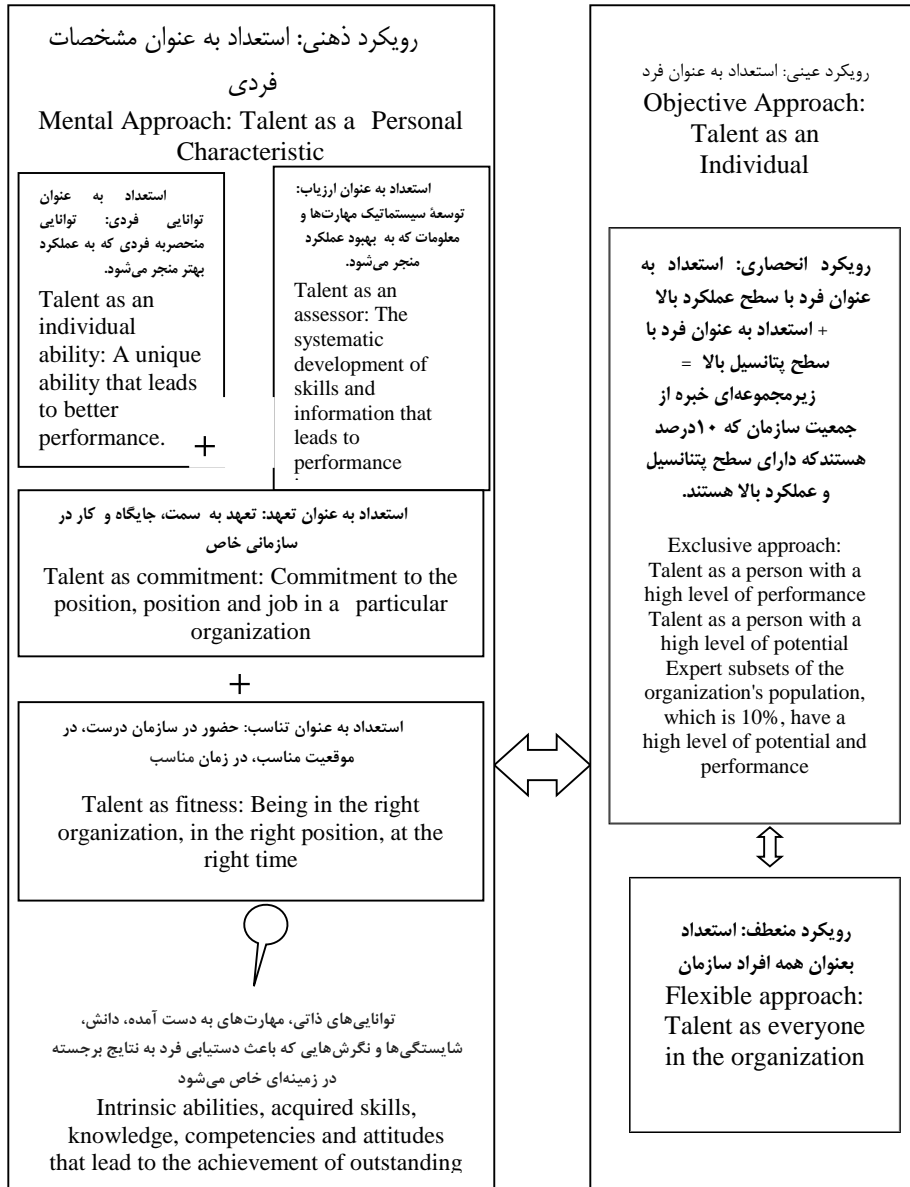 رویکرد ذهنی: استعداد به عنوان مشخصات
فردی
Mental Approach: Talent as a Personal
Characteristic
استعداد به عنوان
توانایی فردی: توانایی
منحصربه فردی که به عملکرد
بهتر منجر می‌شود.
Talent as an
individual
ability: A unique
ability that leads
to better
performance.
+
استعداد به عنوان ارزیاب:
توسعۀ سیستماتیک مهارت‌ها و
معلومات که به بهبود عملکرد
منجر می‌شود.
Talent as an
assessor: The
systematic
development of
skills and
information that
leads to
performance
استعداد به عنوان تعهد: تعهد به سمت، جایگاه و کار در
سازمانی خاص
Talent as commitment: Commitment to the
position, position and job in a particular
organization
+
استعداد به عنوان تناسب: حضور در سازمان درست، در
موقعیت مناسب، در زمان مناسب
Talent as fitness: Being in the right
organization, in the right position, at the
right time
توانایی‌های ذاتی، مهارت‌های به دست آمده، دانش،
شایستگی‌ها و نگرش‌هایی که باعث دستیابی فرد به نتایج برجسته
در زمینه‌ای خاص می‌شود
Intrinsic abilities, acquired skills,
knowledge, competencies and attitudes
that lead to the achievement of outstanding
رویکرد عینی: استعداد به عنوان فرد
Objective Approach:
Talent as an
Individual
رویکرد انحصاری: استعداد به
عنوان فرد با سطح عملکرد بالا
+ استعداد به عنوان فرد با
سطح پتانسیل بالا =
زیرمجموعه‌ای خبره از
جمعیت سازمان که ۱۰درصد
هستندکه دارای سطح پتنانسیل
و عملکرد بالا هستند.
Exclusive approach:
Talent as a person with a
high level of performance
Talent as a person with a
high level of potential
Expert subsets of the
organization's population,
which is 10%, have a
high level of potential and
performance
رویکرد منعطف: استعداد
بعنوان همه افراد سازمان
Flexible approach:
Talent as everyone
in the organization